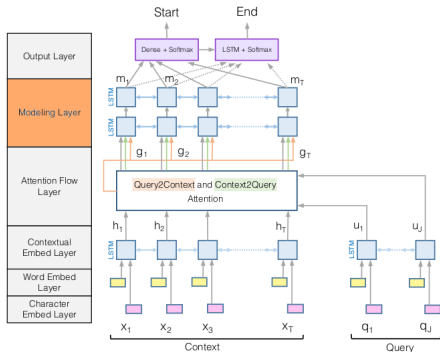 Start End
Output Layer
Dense + Softmax
LSTM + Softmax
m1 m2 mT
Modeling Layer
LSTM
LSTM
g1 g2 gT
Attention Flow
Layer
Query2Context and Context2Query
Attention
h1 h2 hT
u1 uJ
Contextual
Embed Layer
LSTM
LSTM
Word Embed
Layer
Character
Embed Layer
x1 x2 x3 xT
q1 qJ
Context
Query